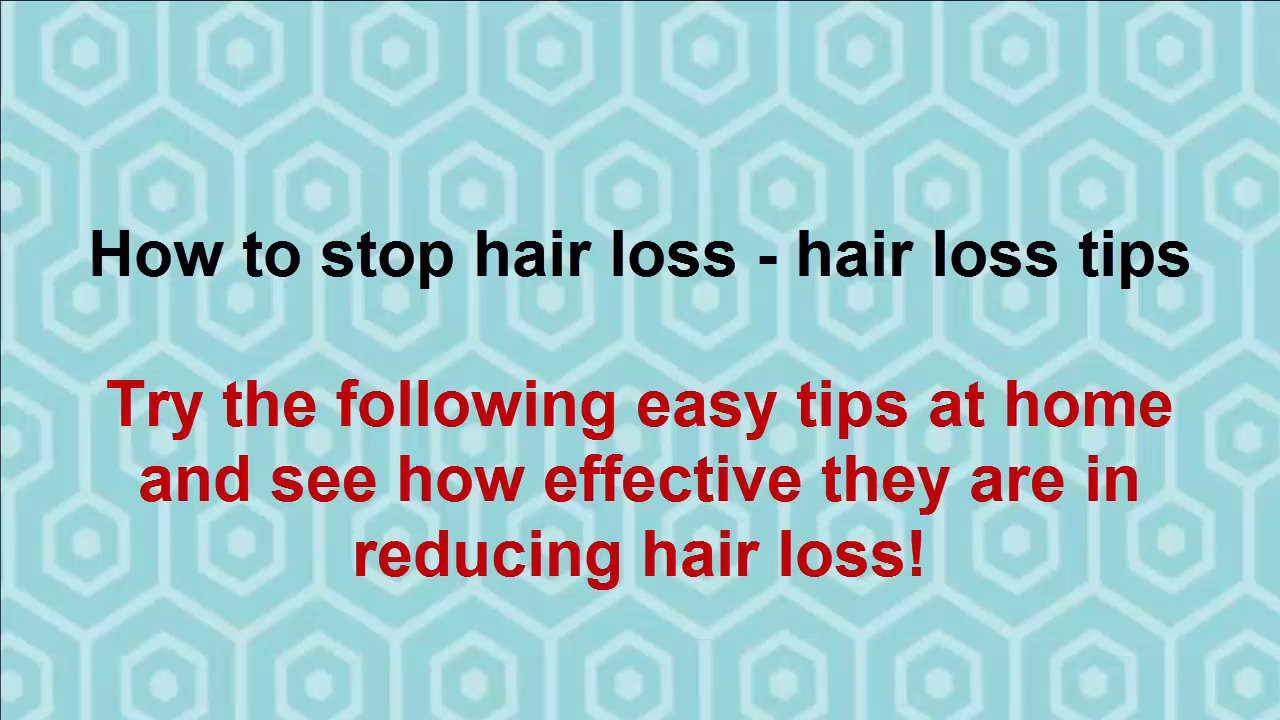 How to stop hair loss - hair loss tips
Try the following easy tips at home
and see how effective they are in
reducing hair loss!